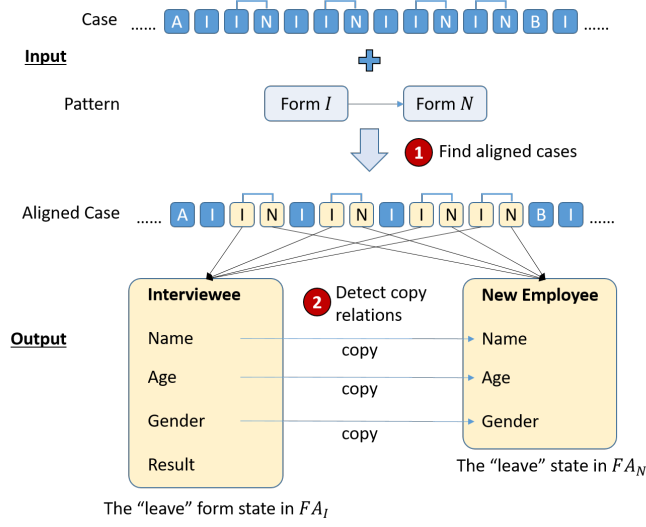 Case ...... A I I N I I N I I N I N B I ......
Input
Pattern Form I Form N
1 Find aligned cases
Aligned Case ...... A I I N I I N I I N I N B I ......
Interviewee 2 Detect copy New Employee
relations
Output
Name copy Name
Age copy Age
Gender copy Gender
Result
The “leave” state in FA_N
The “leave” form state in FA_I